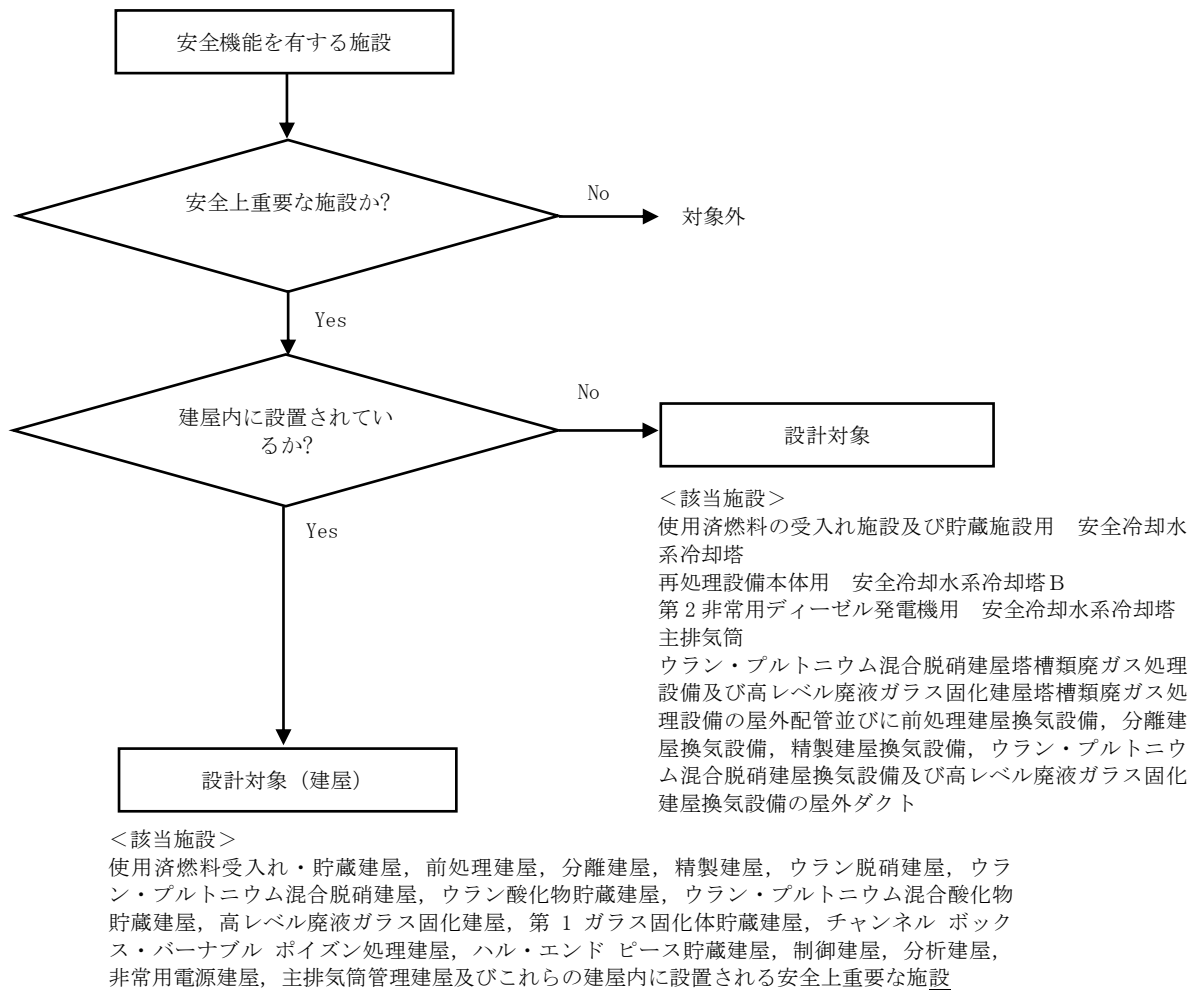 安全機能を有する施設
安全上重要な施設か?
No
対象外
Yes
建屋内に設置されてい
るか?
No
設計対象
<該当施設>
使用済燃料の受入れ施設及び貯蔵施設用　安全冷却水
系冷却塔
再処理設備本体用　安全冷却水系冷却塔B
第2非常用ディーゼル発電機用　安全冷却水系冷却塔
主排気筒
ウラン・プルトニウム混合脱硝建屋塔槽類廃ガス処理
設備及び高レベル廃液ガラス固化建屋塔槽類廃ガス処
理設備の屋外配管並びに前処理建屋換気設備，分離建
屋換気設備，精製建屋換気設備，ウラン・プルトニウ
ム混合脱硝建屋換気設備及び高レベル廃液ガラス固化
建屋換気設備の屋外ダクト
Yes
設計対象（建屋）
<該当施設>
使用済燃料受入れ・貯蔵建屋，前処理建屋，分離建屋，精製建屋，ウラン脱硝建屋，ウラ
ン・プルトニウム混合脱硝建屋，ウラン酸化物貯蔵建屋，ウラン・プルトニウム混合酸化物
貯蔵建屋，高レベル廃液ガラス固化建屋，第 1 ガラス固化体貯蔵建屋，チャンネル ボック
ス・バーナブル ポイズン処理建屋，ハル・エンド ピース貯蔵建屋，制御建屋，分析建屋，
非常用電源建屋，主排気筒管理建屋及びこれらの建屋内に設置される安全上重要な施設